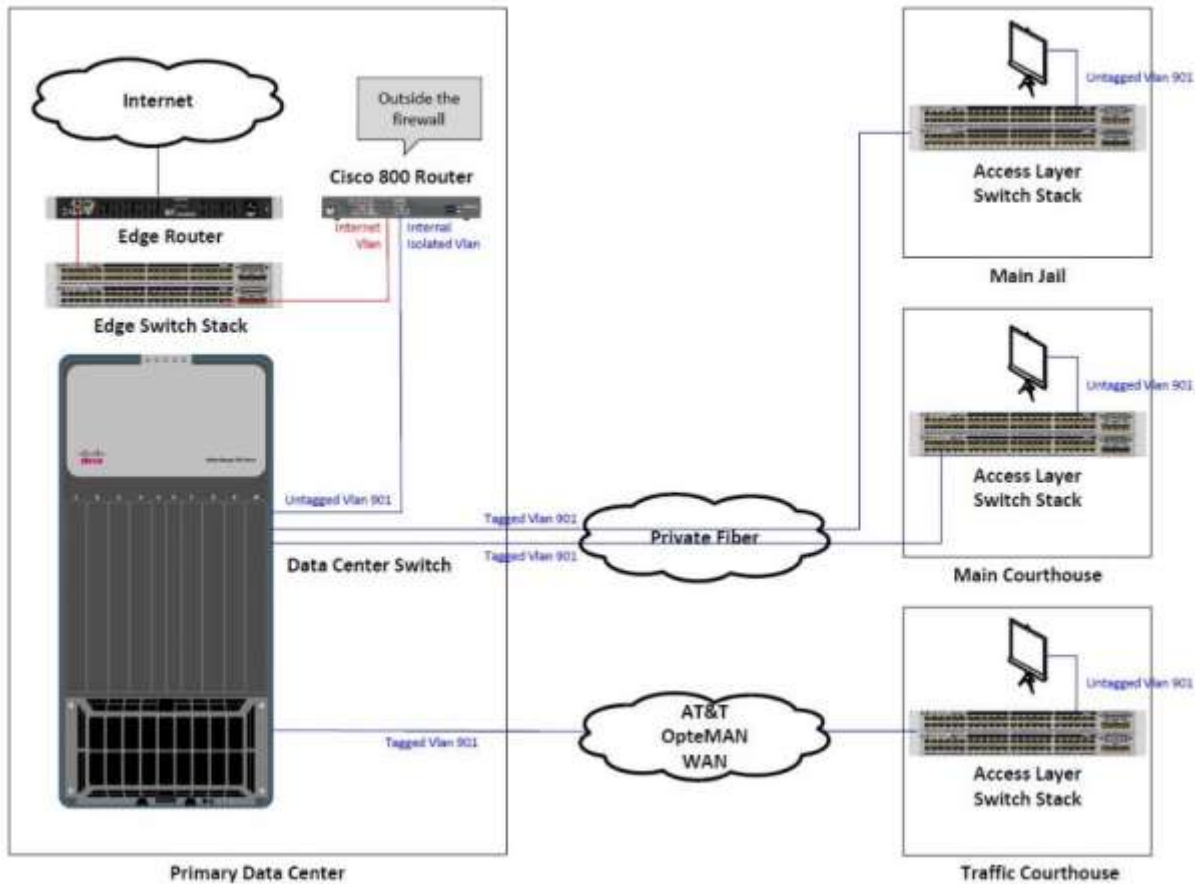 Internet
Outside the
firewall
Cisco 800 Router
Internet
Vlan
Internal
Isolated Vlan
Edge Router
Edge Switch Stack
Untagged Vlan 901
Tagged Vlan 901
Tagged Vlan 901
Private Fiber
Data Center Switch
Tagged Vlan 901
AT&T
OpteMAN
WAN
Primary Data Center
Untagged Vlan 901
Access Layer
Switch Stack
Main Jail
Untagged Vlan 901
Access Layer
Switch Stack
Main Courthouse
Untagged Vlan 901
Access Layer
Switch Stack
Traffic Courthouse